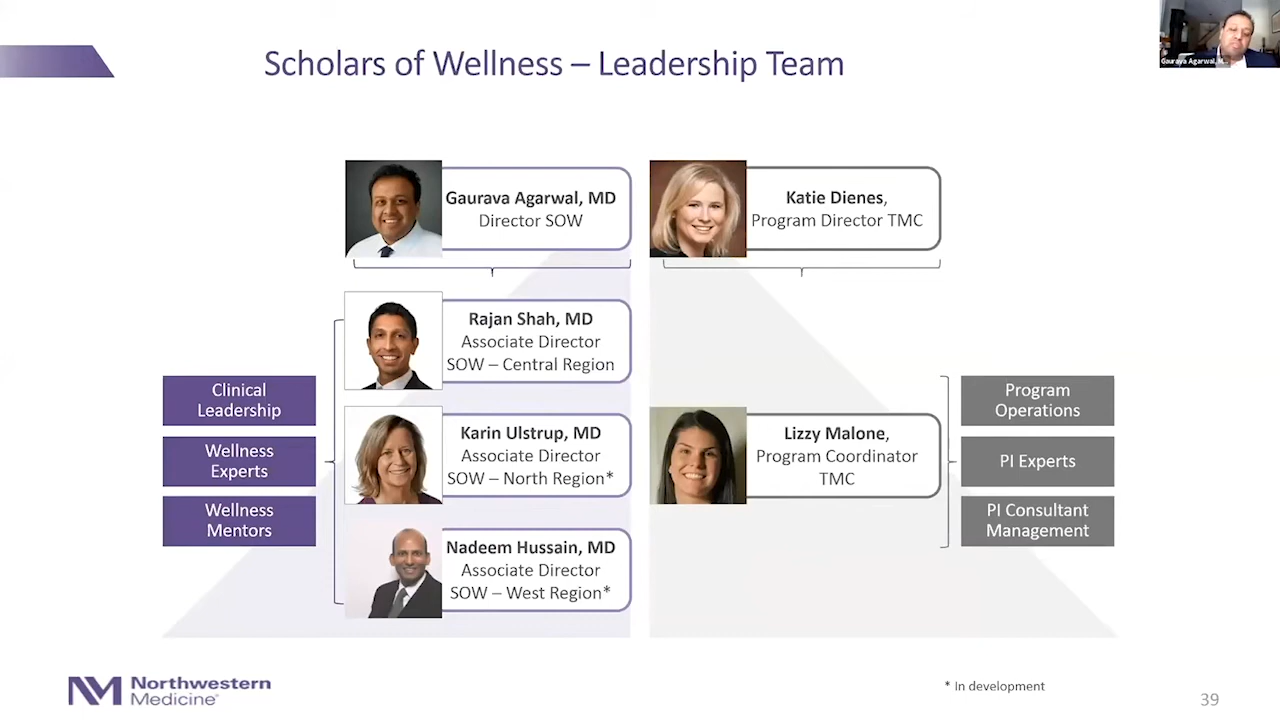 Scholars of Wellness – Leadership Team
Gaurava Agarwal, M...
Gaurava Agarwal, MD
Director SOW
Katie Dienes,
Program Director TMC
Rajan Shah, MD
Associate Director
SOW – Central Region
Clinical
Leadership
Wellness
Experts
Wellness
Mentors
Karin Ulstrup, MD
Associate Director
SOW – North Region*
Nadeem Hussain, MD
Associate Director
SOW – West Region*
Lizzy Malone,
Program Coordinator
TMC
Program
Operations
PI Experts
PI Consultant
Management
NM Northwestern
Medicine®
* In development
39